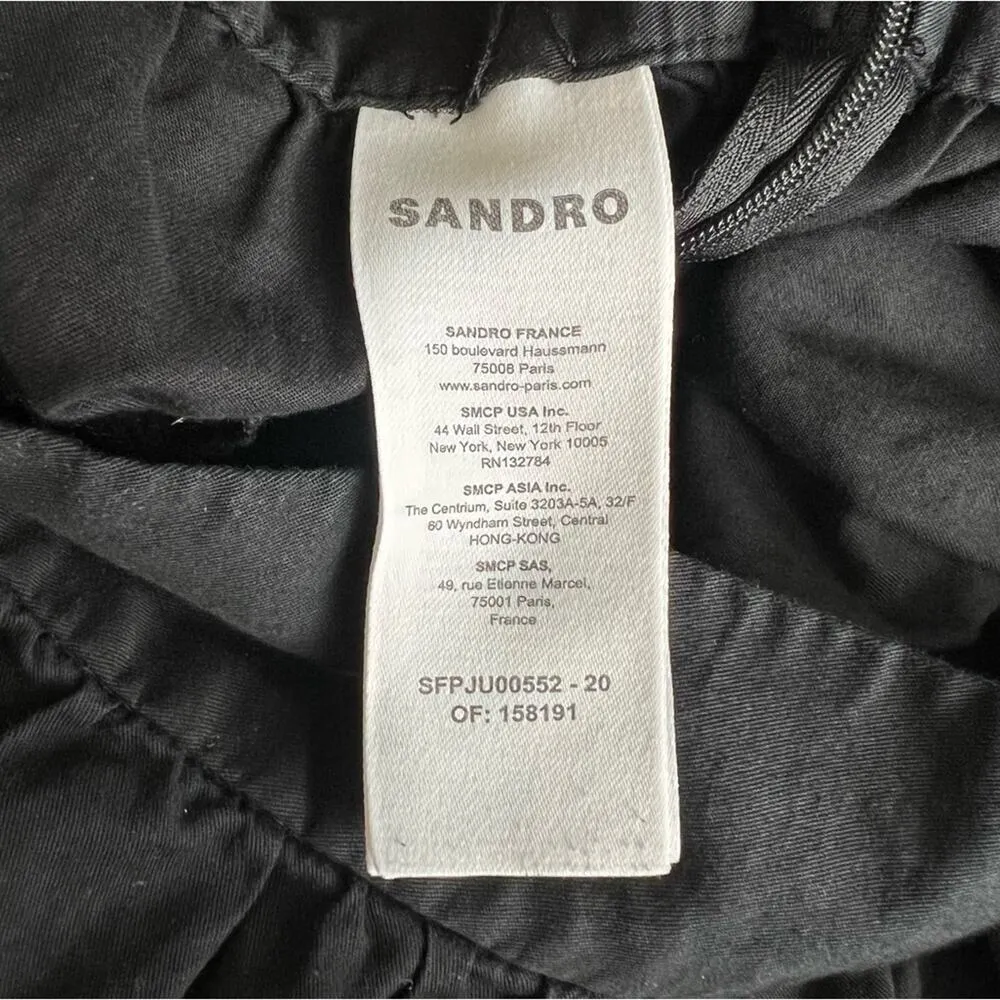 SANDRO
SANDRO FRANCE
150 boulevard Haussmann
75008 Paris
www.sandro-paris.com
SMCP USA Inc.
44 Wall Street, 12th Floor
New York, New York 10005
RN132784
SMCP ASIA Inc.
The Centrium, Suite 3203A-5A, 32/F
60 Wyndham Street, Central
HONG-KONG
SMCP SAS,
49, rue Etienne Marcel,
75001 Paris,
France
SFPJU00552 - 20
OF: 158191